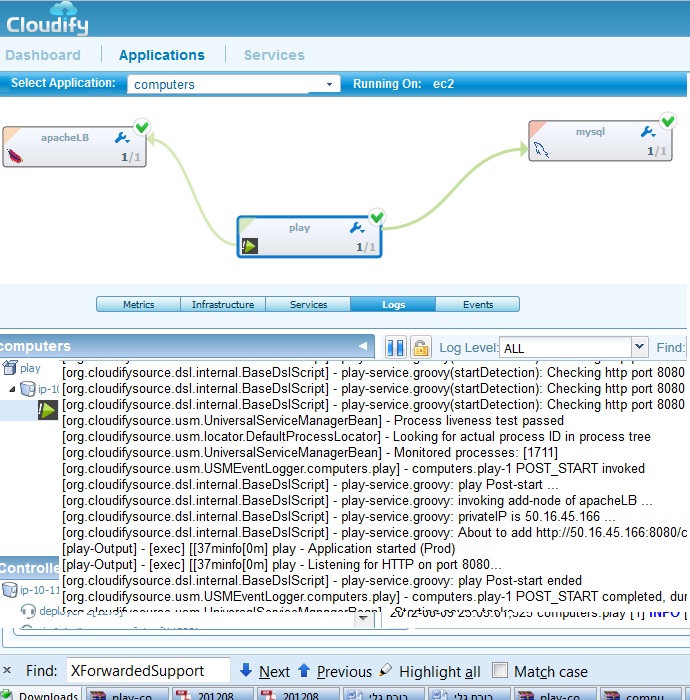 Cloudify
Dashboard Applications Services
Select Application: computers Running On: ec2
apacheLB
1/1
mysql
1/1
play
1/1
Metrics Infrastructure Services Logs Events
computers
Log Level: ALL Find:
play
[org.cloudifysource.dsl.internal.BaseDslScript] - play-service.groovy(startDetection): Checking http port 8080
ip-10
[org.cloudifysource.dsl.internal.BaseDslScript] - play-service.groovy(startDetection): Checking http port 8080
[org.cloudifysource.dsl.internal.BaseDslScript] - play-service.groovy(startDetection): Checking http port 8080
[org.cloudifysource.usm.UniversalServiceManagerBean] - Process liveness test passed
[org.cloudifysource.usm.locator.DefaultProcessLocator] - Looking for actual process ID in process tree
[org.cloudifysource.usm.UniversalServiceManagerBean] - Monitored processes: [1711]
[org.cloudifysource.usm.USMEventLogger.computers.play] - computers.play-1 POST_START invoked
[org.cloudifysource.dsl.internal.BaseDslScript] - play-service.groovy: play Post-start ...
[org.cloudifysource.dsl.internal.BaseDslScript] - play-service.groovy: invoking add-node of apacheLB ...
[org.cloudifysource.dsl.internal.BaseDslScript] - play-service.groovy: privateIP is 50.16.45.166 ...
[org.cloudifysource.dsl.internal.BaseDslScript] - play-service.groovy: About to add http://50.16.45.166:8080/c
[play-Output] - [exec] [[37minfo[0m] play - Application started (Prod)
[play-Output] - [exec] [[37minfo[0m] play - Listening for HTTP on port 8080...
Controlle
[org.cloudifysource.dsl.internal.BaseDslScript] - play-service.groovy: play Post-start ended
ip-10-11
[org.cloudifysource.usm.USMEventLogger.computers.play] - computers.play-1 POST_START completed, dur
deploy
[org.cloudifysource.usm.UniversalServiceManagerBean]
computers.play [1] INFO
× Find: XForwardedSupport Next Previous Highlight all Match case
Downloads play-co 201208 201208 כורת גלי כורת גלי play-co compu